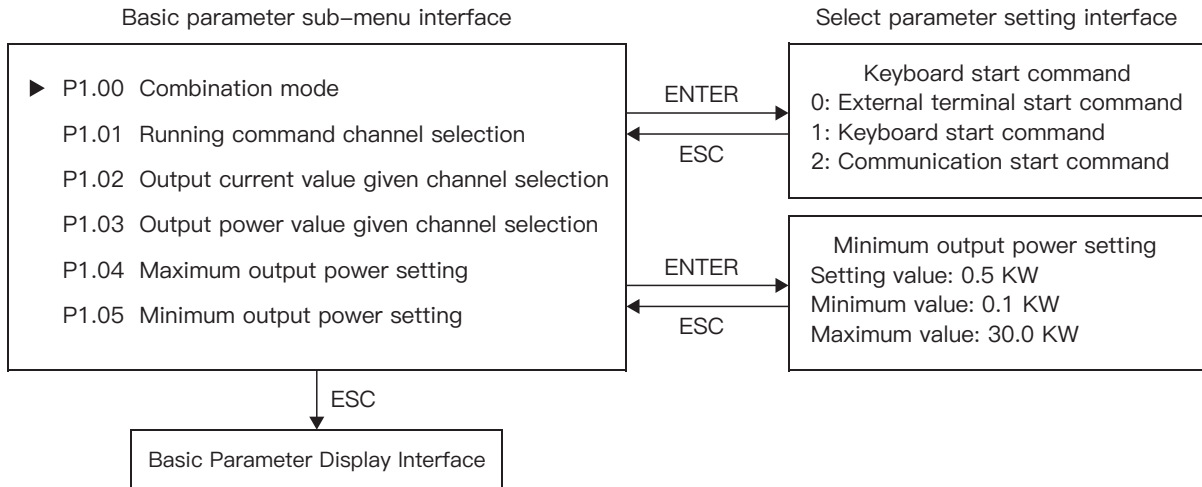 Basic parameter sub-menu interface
▶ P1.00 Combination mode
P1.01 Running command channel selection
P1.02 Output current value given channel selection
P1.03 Output power value given channel selection
P1.04 Maximum output power setting
P1.05 Minimum output power setting
ENTER
ESC
ENTER
ESC
Select parameter setting interface
Keyboard start command
0: External terminal start command
1: Keyboard start command
2: Communication start command
Minimum output power setting
Setting value: 0.5 KW
Minimum value: 0.1 KW
Maximum value: 30.0 KW
ESC
Basic Parameter Display Interface